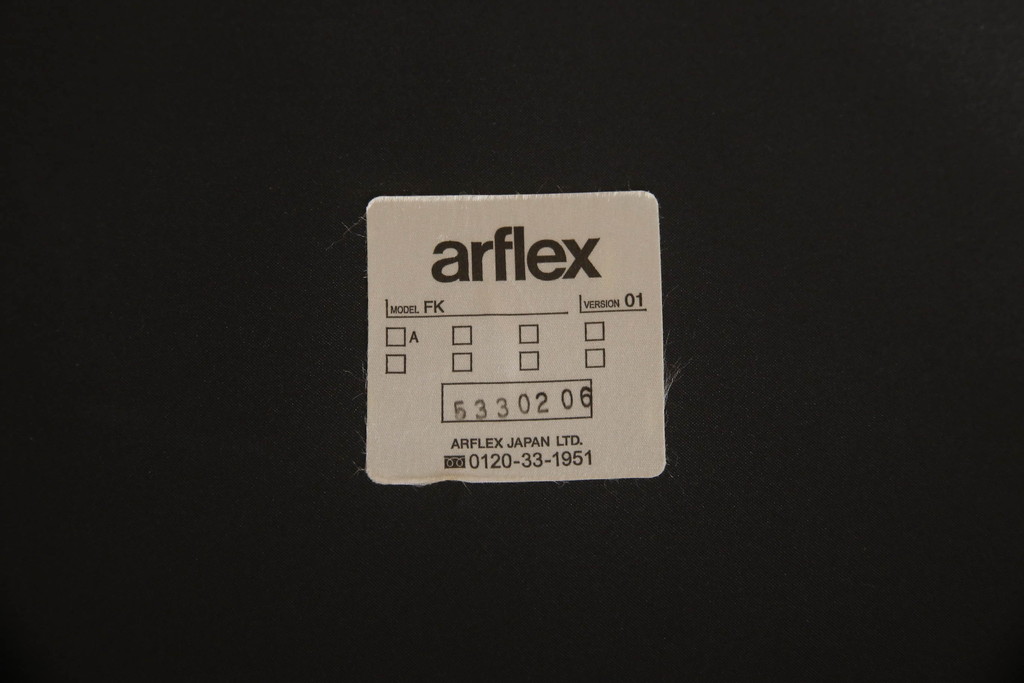 arflex
MODEL FK VERSION 01
A
5330206
ARFLEX JAPAN LTD.
0120-33-1951